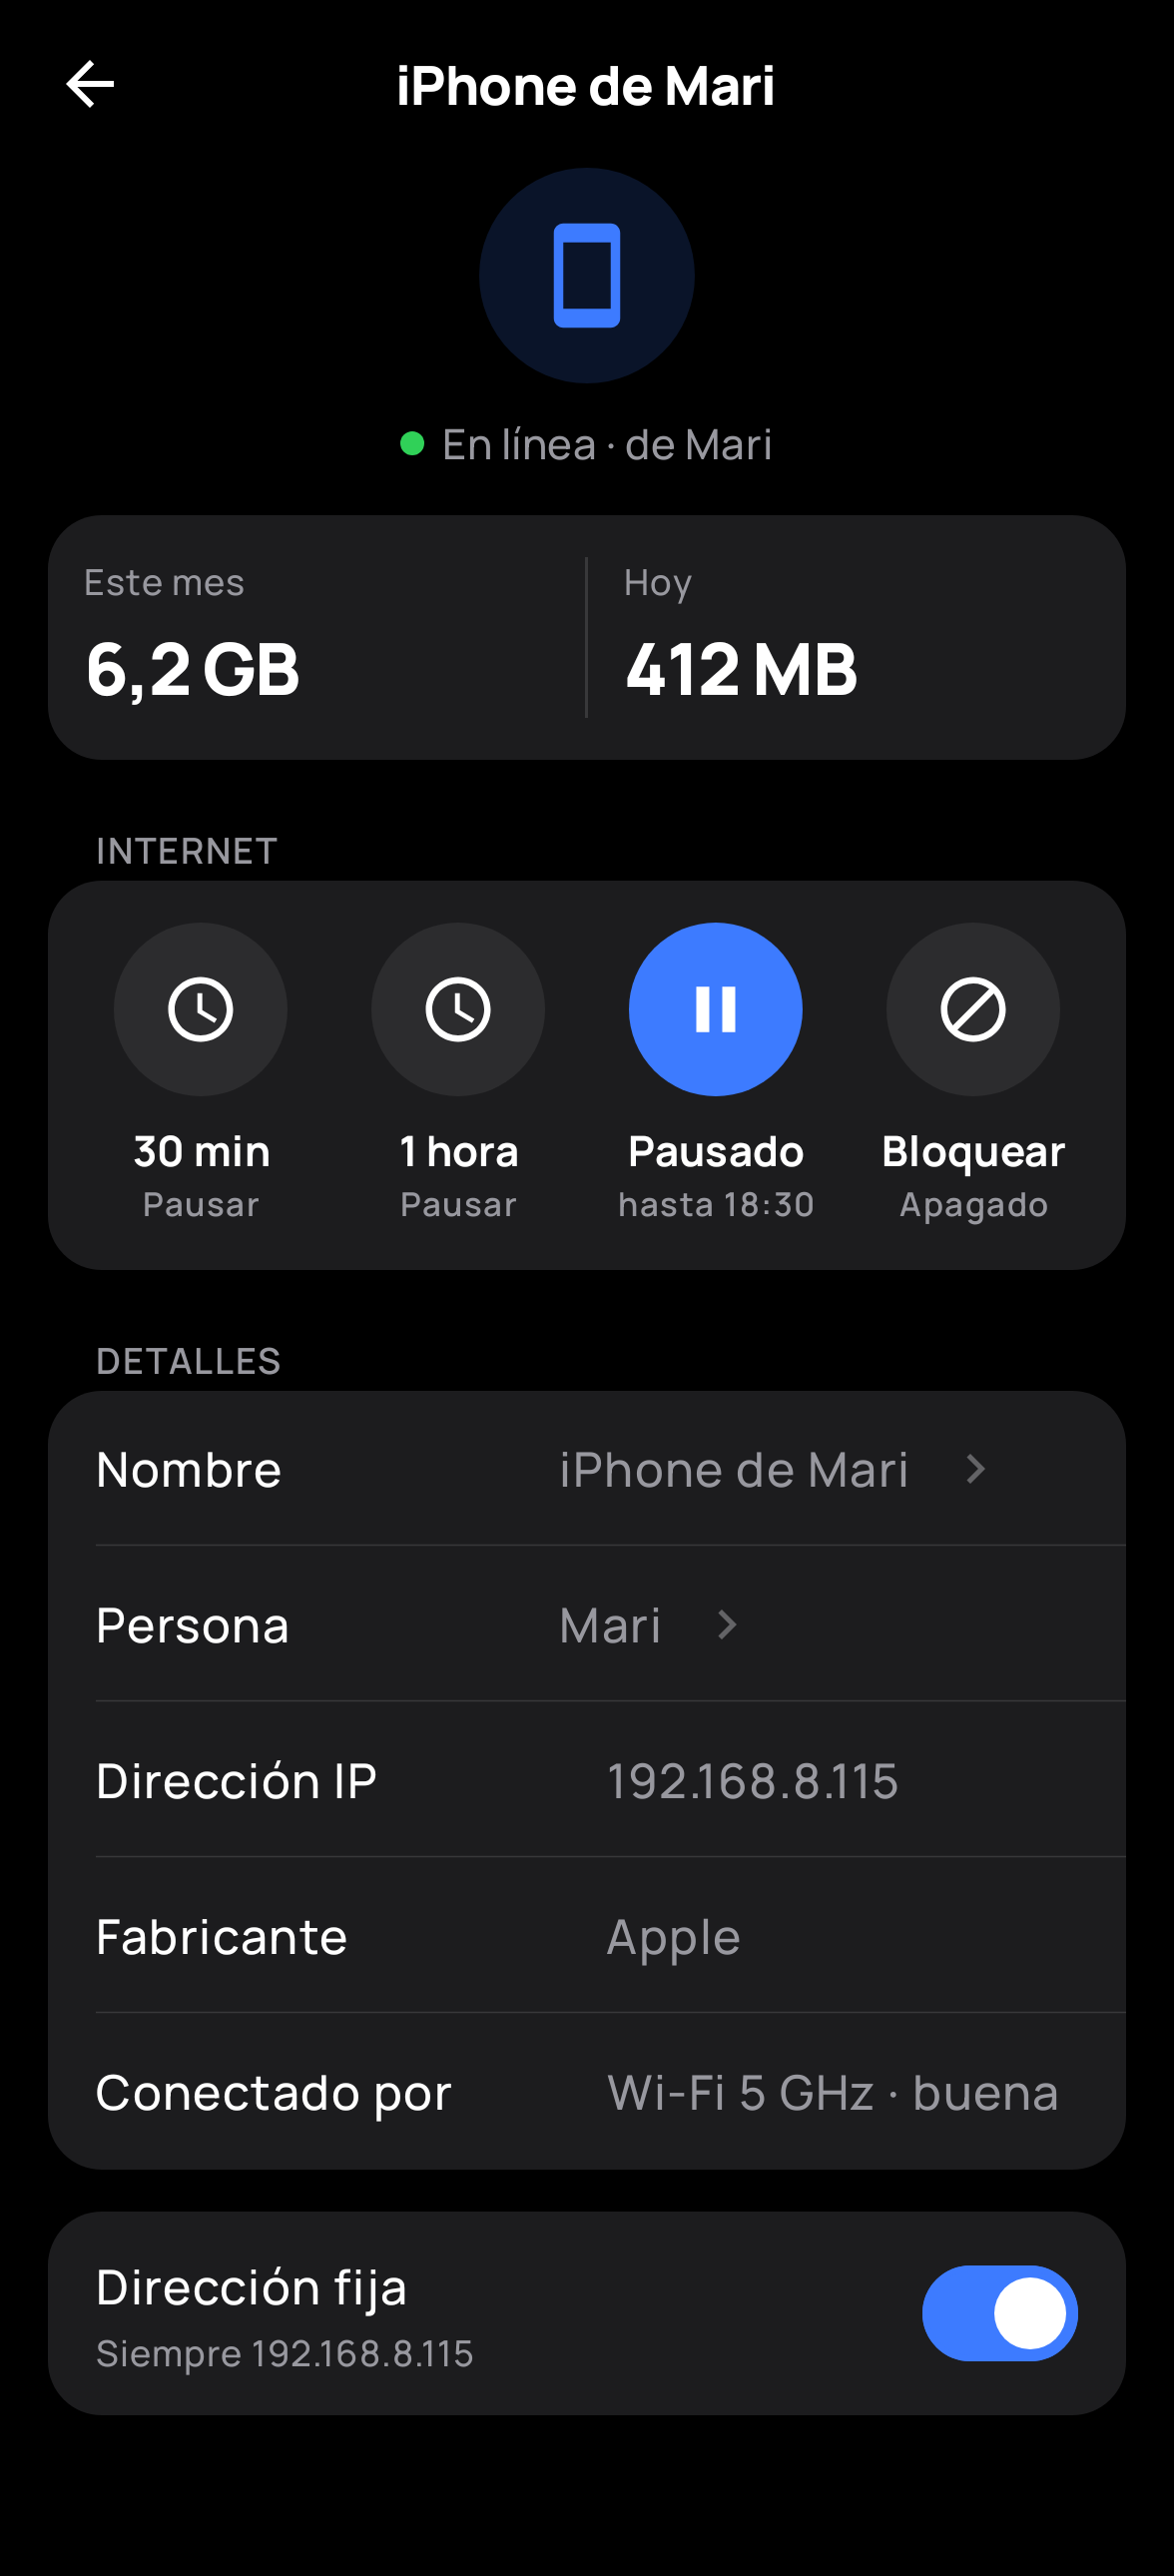 iPhone de Mari
En línea · de Mari
Este mes
Hoy
6,2 GB
412 MB
INTERNET
30 min
1 hora
Pausado
Bloquear
Pausar
Pausar
hasta 18:30
Apagado
DETALLES
Nombre
iPhone de Mari
Persona
Mari
Dirección IP
192.168.8.115
Fabricante
Apple
Conectado por
Wi-Fi 5 GHz · buena
Dirección fija
Siempre 192.168.8.115